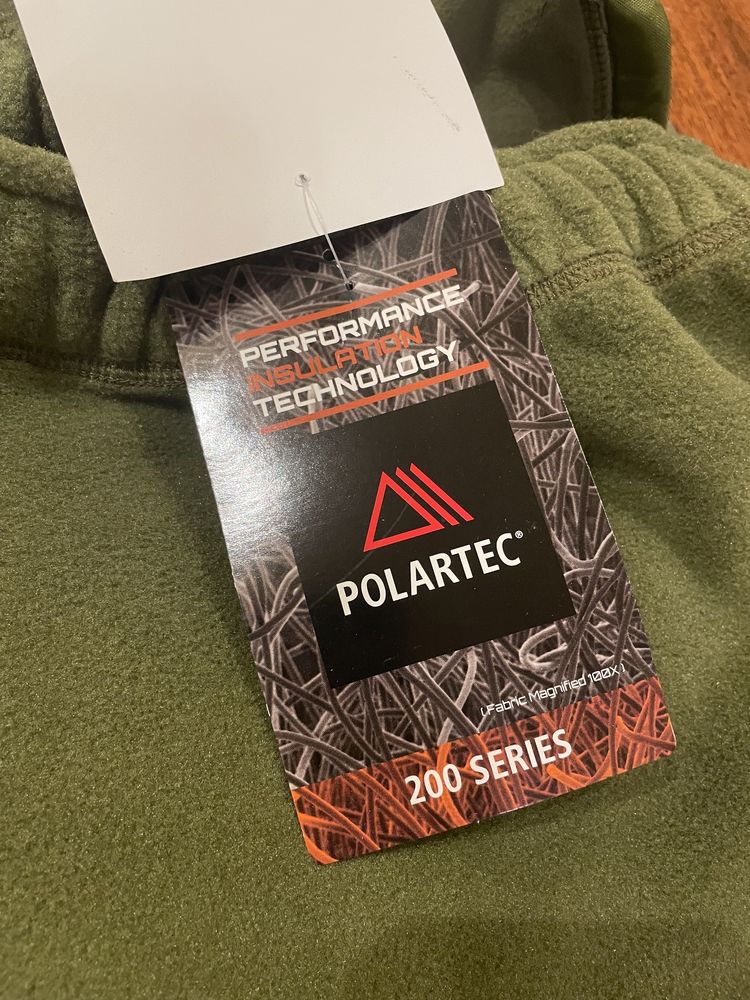 PERFORMANCE
INSULATION
TECHNOLOGY
POLARTEC®
( Fabric Magnified 100X )
200 SERIES